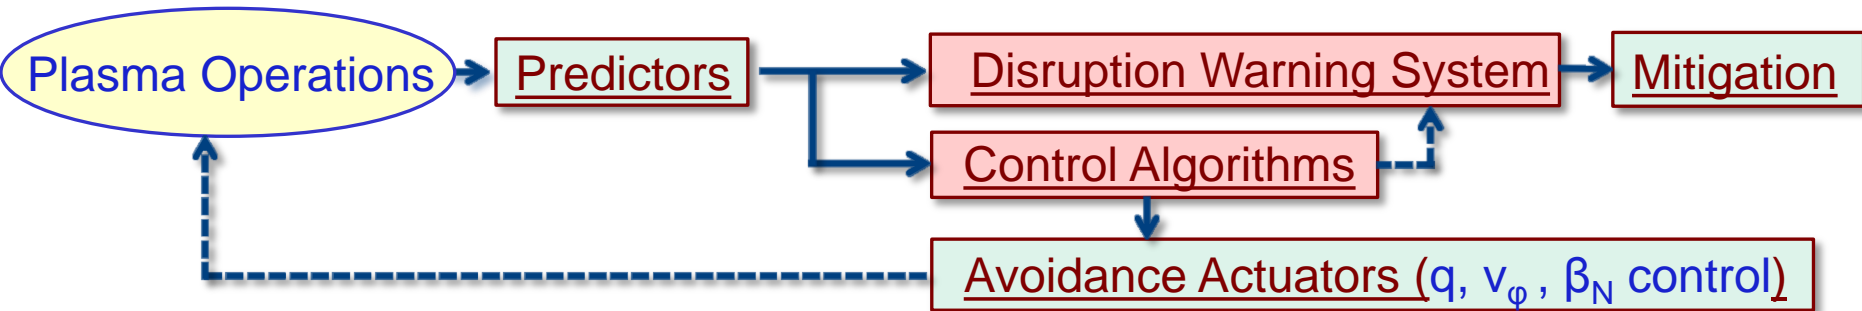 Plasma Operations
Predictors
Disruption Warning System
Mitigation
Control Algorithms
Avoidance Actuators (q, vφ , βN control)